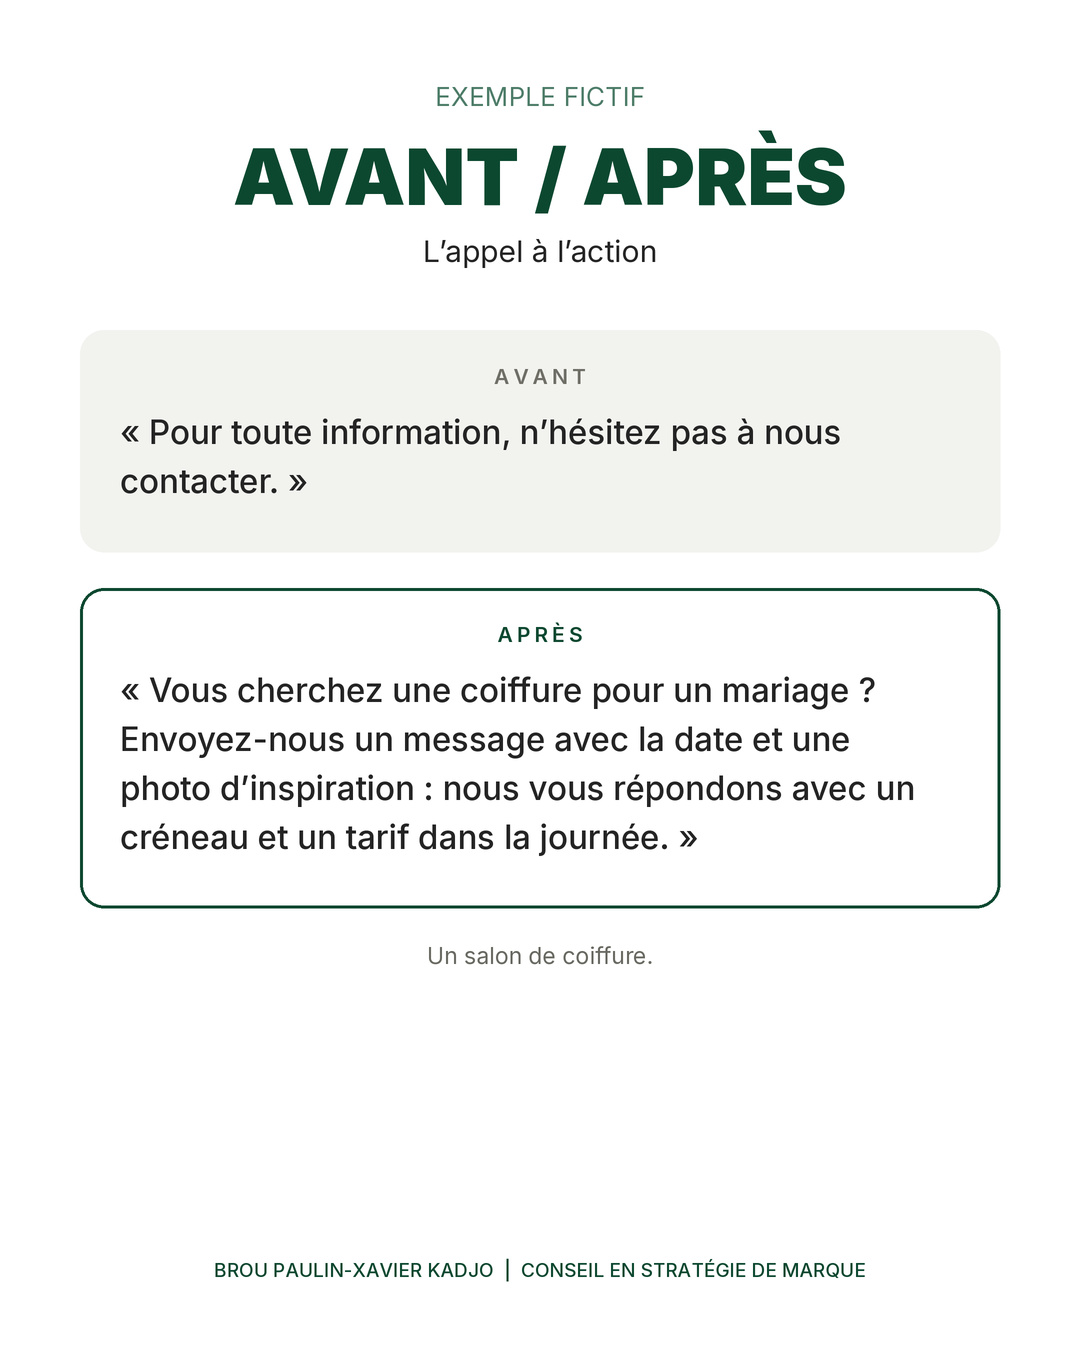 EXEMPLE FICTIF
AVANT / APRÈS
L’appel à l’action
AVANT
« Pour toute information, n’hésitez pas à nous
contacter. »
APRÈS
« Vous cherchez une coiffure pour un mariage ?
Envoyez-nous un message avec la date et une
photo d’inspiration : nous vous répondons avec un
créneau et un tarif dans la journée. »
Un salon de coiffure.
BROU PAULIN-XAVIER KADJO | CONSEIL EN STRATÉGIE DE MARQUE